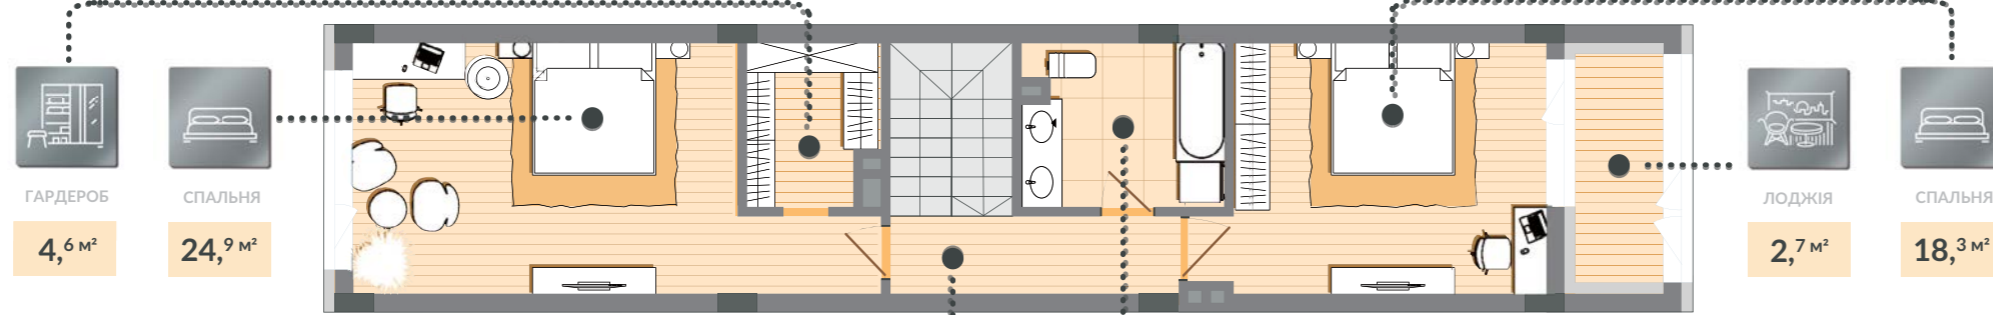 ГАРДЕРОБ
4,6 м²
СПАЛЬНЯ
24,9 м²
ЛОДЖІЯ
2,7 м²
СПАЛЬНЯ
18,3 м²